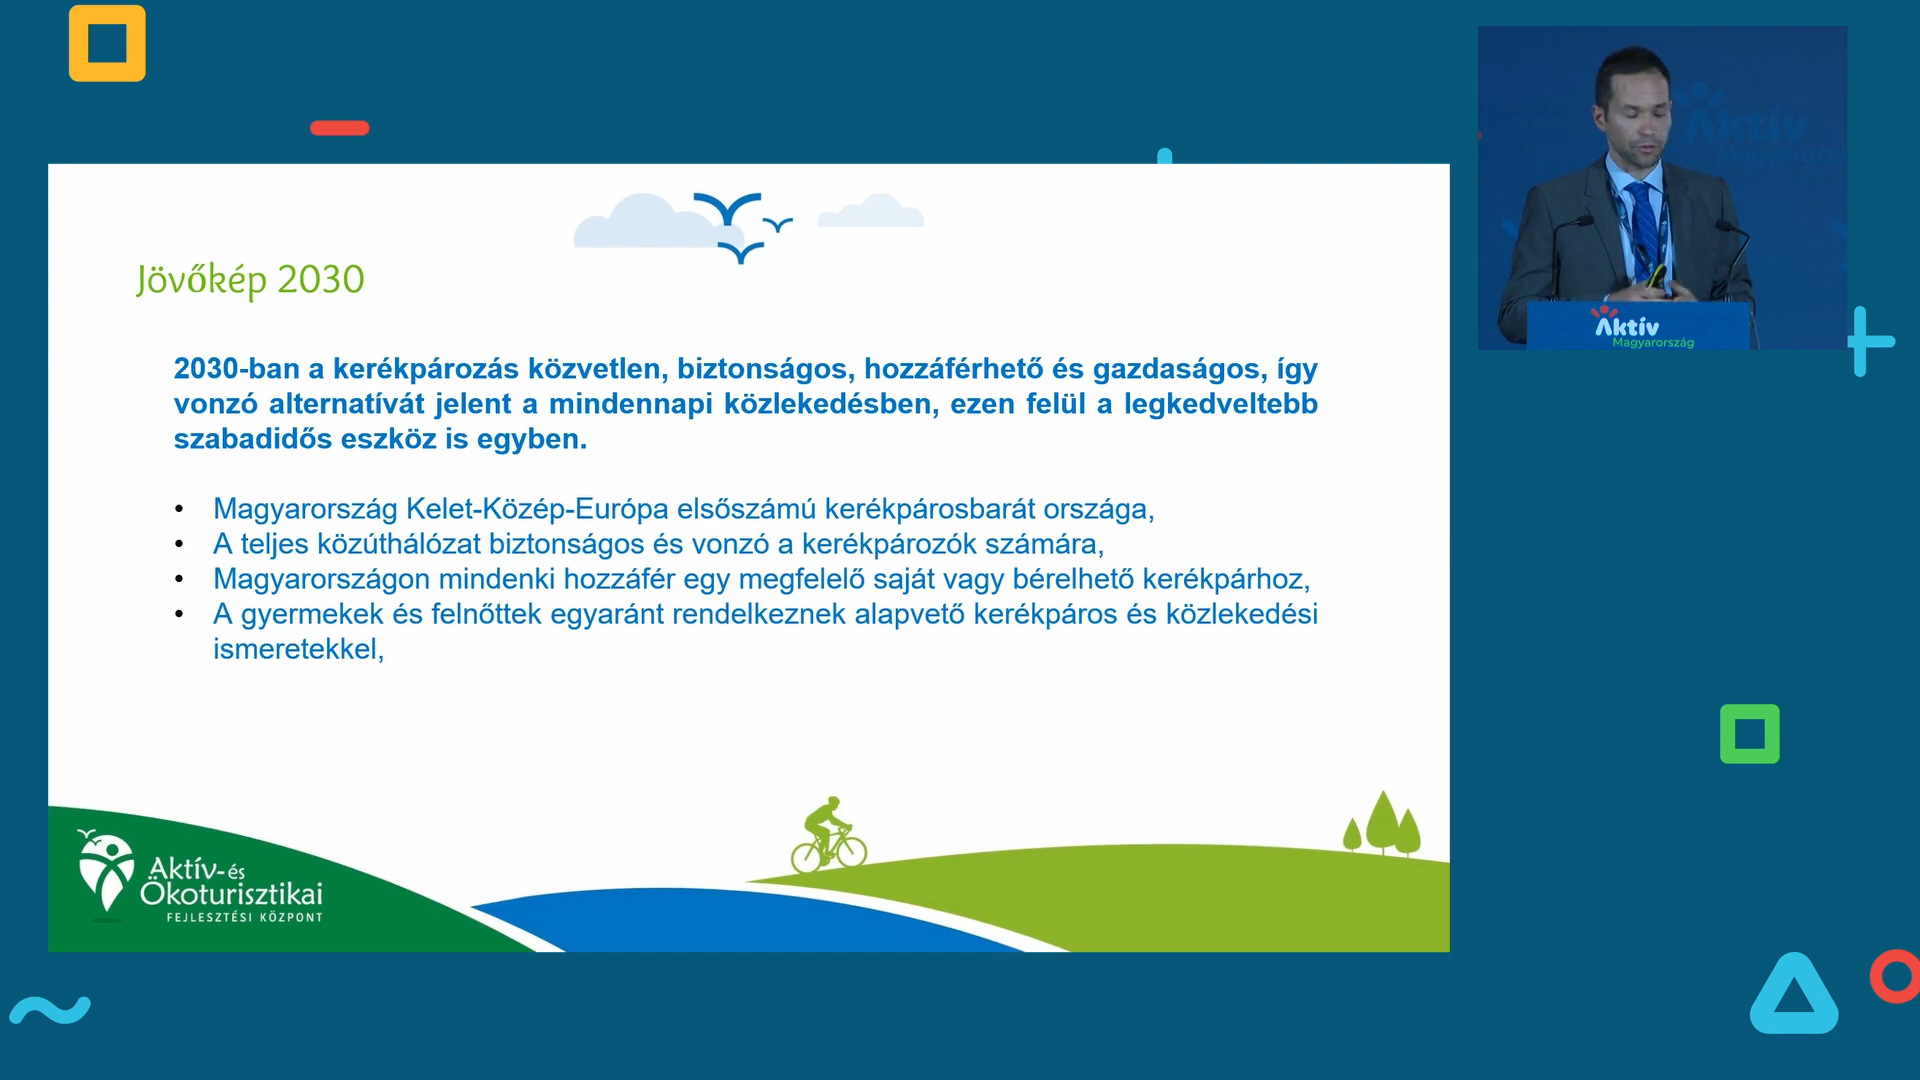 Jövőkép 2030
2030-ban a kerékpározás közvetlen, biztonságos, hozzáférhető és gazdaságos, így
vonzó alternatívát jelent a mindennapi közlekedésben, ezen felül a legkedveltebb
szabadidős eszköz is egyben.
• Magyarország Kelet-Közép-Európa elsőszámú kerékpárosbarát országa,
• A teljes közúthálózat biztonságos és vonzó a kerékpározók számára,
• Magyarországon mindenki hozzáfér egy megfelelő saját vagy bérelhető kerékpárhoz,
• A gyermekek és felnőttek egyaránt rendelkeznek alapvető kerékpáros és közlekedési
ismeretekkel,
Aktív- és
Ökoturisztikai
FEJLESZTÉSI KÖZPONT
Aktív
Magyarország
Aktív
Magyarország